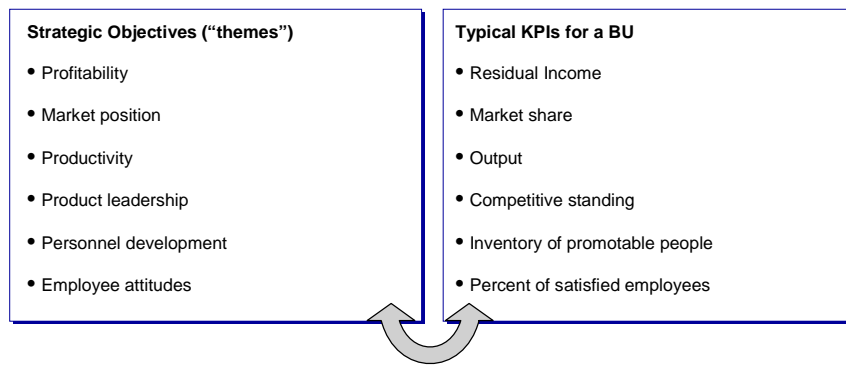 Strategic Objectives (“themes”)
• Profitability
• Market position
• Productivity
• Product leadership
• Personnel development
• Employee attitudes
Typical KPIs for a BU
• Residual Income
• Market share
• Output
• Competitive standing
• Inventory of promotable people
• Percent of satisfied employees